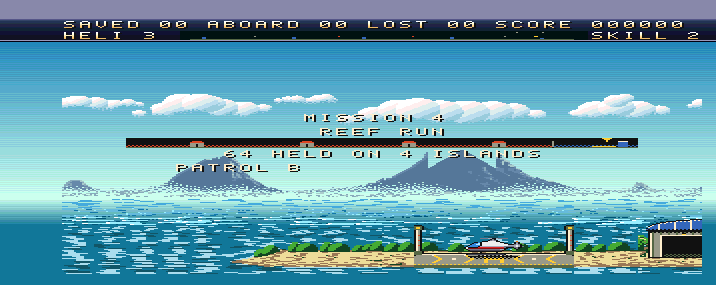 SAVED 00 ABOARD 00 LOST 00 SCORE 000000
HELI 3 SKILL 2
MISSION 4
REEF RUN
64 HELD ON 4 ISLANDS
PATROL B